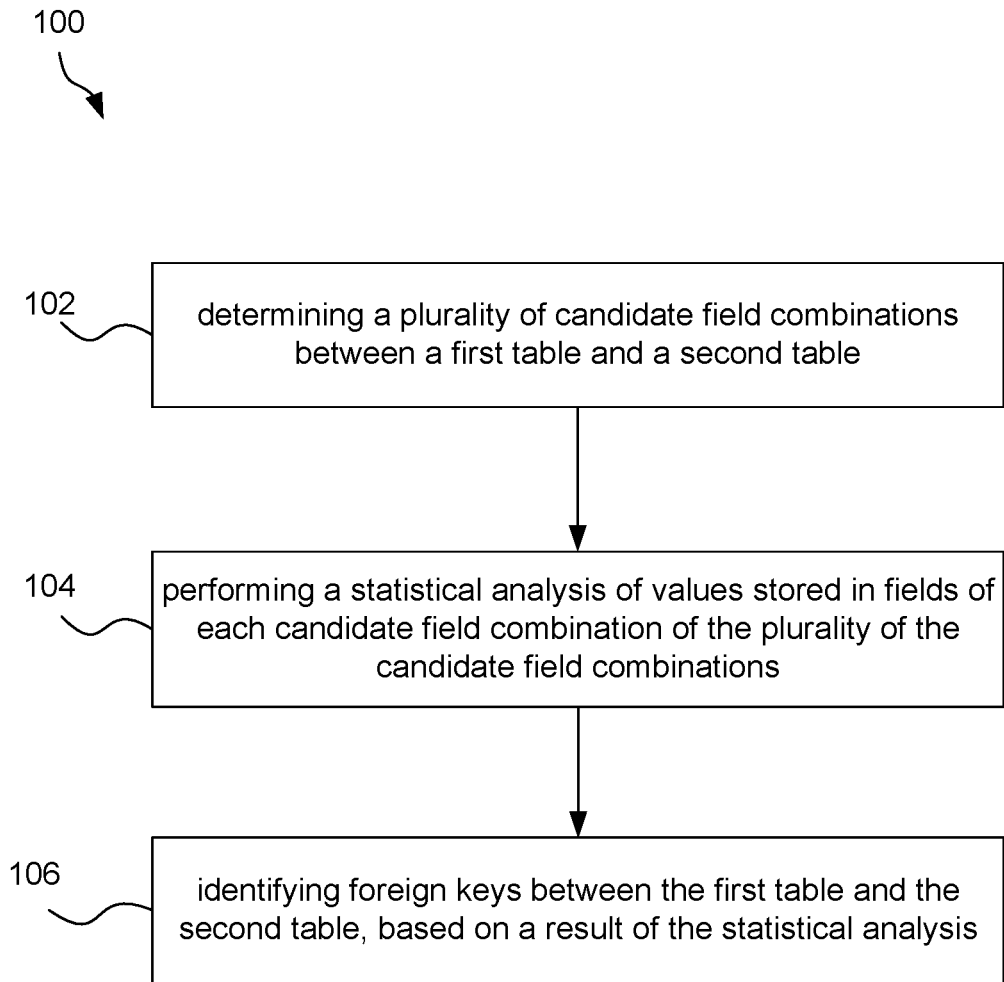 100
102
determining a plurality of candidate field combinations
between a first table and a second table
104
performing a statistical analysis of values stored in fields of
each candidate field combination of the plurality of the
candidate field combinations
106
identifying foreign keys between the first table and the
second table, based on a result of the statistical analysis